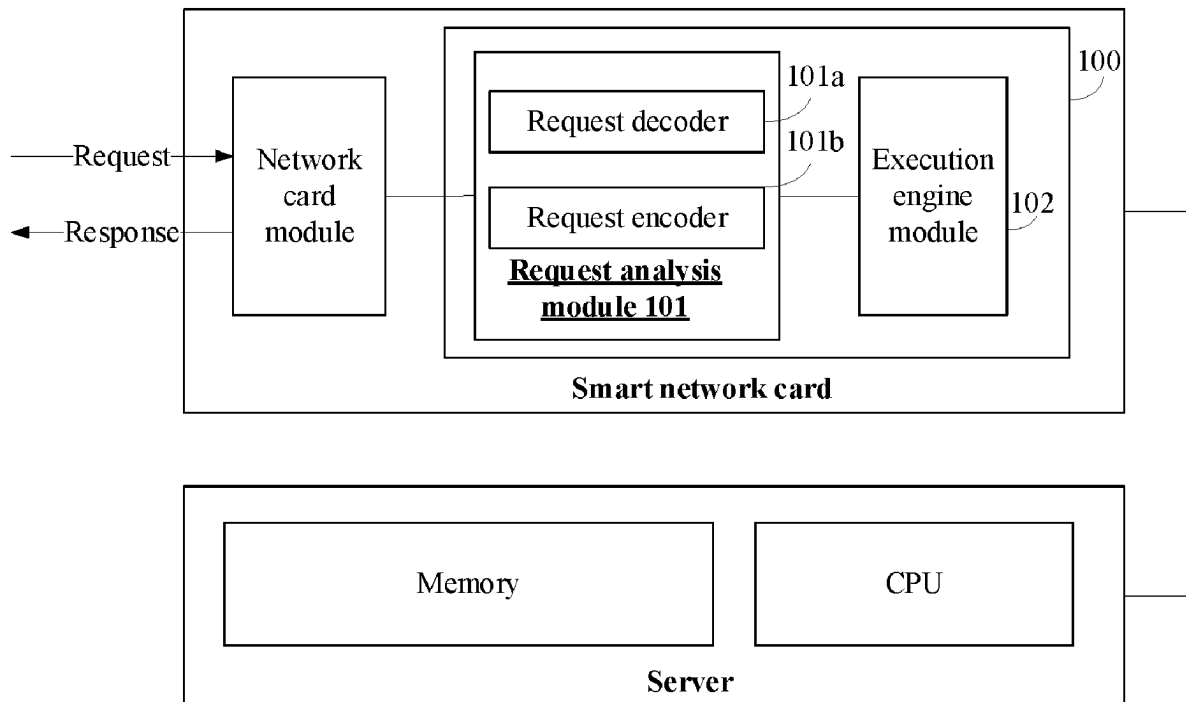 100
101a
Request decoder
101b
Request
Network
card
module
Execution
engine
module
102
Request encoder
Response
Request analysis
module 101
Smart network card
Memory
CPU
Server